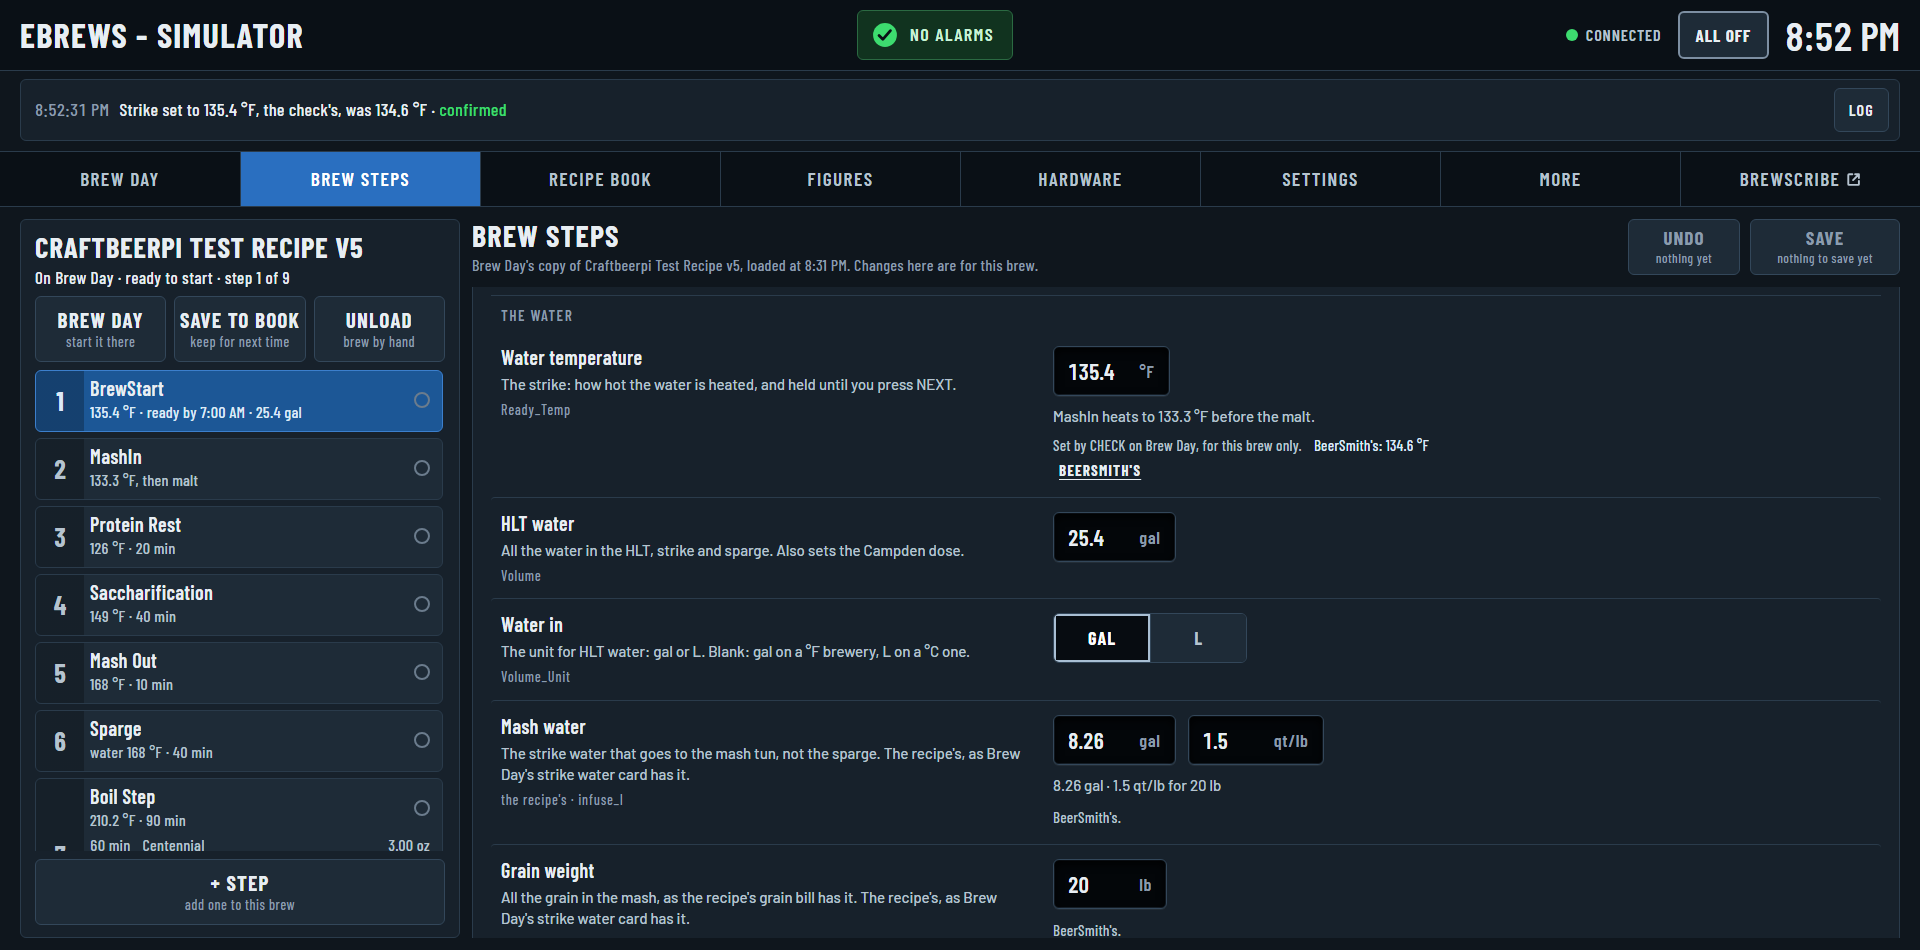 EBREWS - SIMULATOR
NO ALARMS
CONNECTED
ALL OFF
8:52 PM
8:52:31 PM Strike set to 135.4 °F, the check's, was 134.6 °F · confirmed
LOG
BREW DAY
BREW STEPS
RECIPE BOOK
FIGURES
HARDWARE
SETTINGS
MORE
BREWSCRIBE
CRAFTBEERPI TEST RECIPE V5
On Brew Day · ready to start · step 1 of 9
BREW DAY
start it there
SAVE TO BOOK
keep for next time
UNLOAD
brew by hand
1
BrewStart
135.4 °F · ready by 7:00 AM · 25.4 gal
2
MashIn
133.3 °F, then malt
3
Protein Rest
126 °F · 20 min
4
Saccharification
149 °F · 40 min
5
Mash Out
168 °F · 10 min
6
Sparge
water 168 °F · 40 min
Boil Step
210.2 °F · 90 min
60 min Centennial 3.00 oz
+ STEP
add one to this brew
BREW STEPS
Brew Day's copy of Craftbeerpi Test Recipe v5, loaded at 8:31 PM. Changes here are for this brew.
UNDO
nothing yet
SAVE
nothing to save yet
THE WATER
Water temperature
The strike: how hot the water is heated, and held until you press NEXT.
Ready_Temp
135.4 °F
MashIn heats to 133.3 °F before the malt.
Set by CHECK on Brew Day, for this brew only. BeerSmith's: 134.6 °F
BEERSMITH'S
HLT water
All the water in the HLT, strike and sparge. Also sets the Campden dose.
Volume
25.4 gal
Water in
The unit for HLT water: gal or L. Blank: gal on a °F brewery, L on a °C one.
Volume_Unit
GAL
L
Mash water
The strike water that goes to the mash tun, not the sparge. The recipe's, as Brew
Day's strike water card has it.
the recipe's · infuse_l
8.26 gal
1.5 qt/lb
8.26 gal · 1.5 qt/lb for 20 lb
BeerSmith's.
Grain weight
All the grain in the mash, as the recipe's grain bill has it. The recipe's, as Brew
Day's strike water card has it.
20 lb
BeerSmith's.